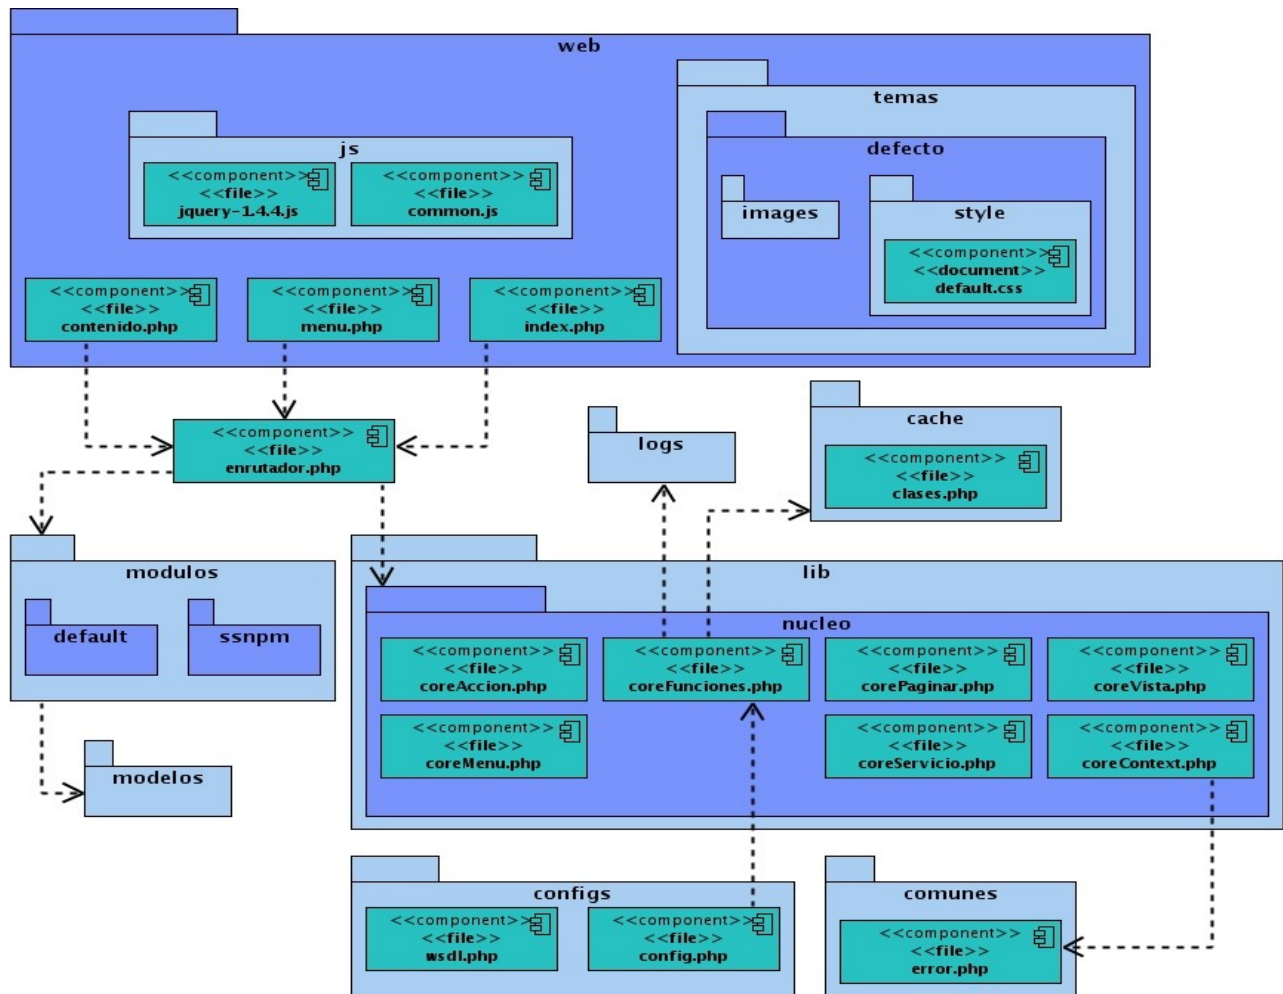 web
temas
defecto
images
style
<<component>>
<<document>>
default.css
js
<<component>>
<<file>>
jquery-1.4.4.js
<<component>>
<<file>>
common.js
<<component>>
<<file>>
contenido.php
<<component>>
<<file>>
menu.php
<<component>>
<<file>>
index.php
<<component>>
<<file>>
enrutador.php
logs
cache
<<component>>
<<file>>
clases.php
modulos
default
ssnpm
modelos
lib
nucleo
<<component>>
<<file>>
coreAccion.php
<<component>>
<<file>>
coreFunciones.php
<<component>>
<<file>>
corePaginar.php
<<component>>
<<file>>
coreVista.php
<<component>>
<<file>>
coreMenu.php
<<component>>
<<file>>
coreServicio.php
<<component>>
<<file>>
coreContext.php
configs
<<component>>
<<file>>
wsdl.php
<<component>>
<<file>>
config.php
comunes
<<component>>
<<file>>
error.php